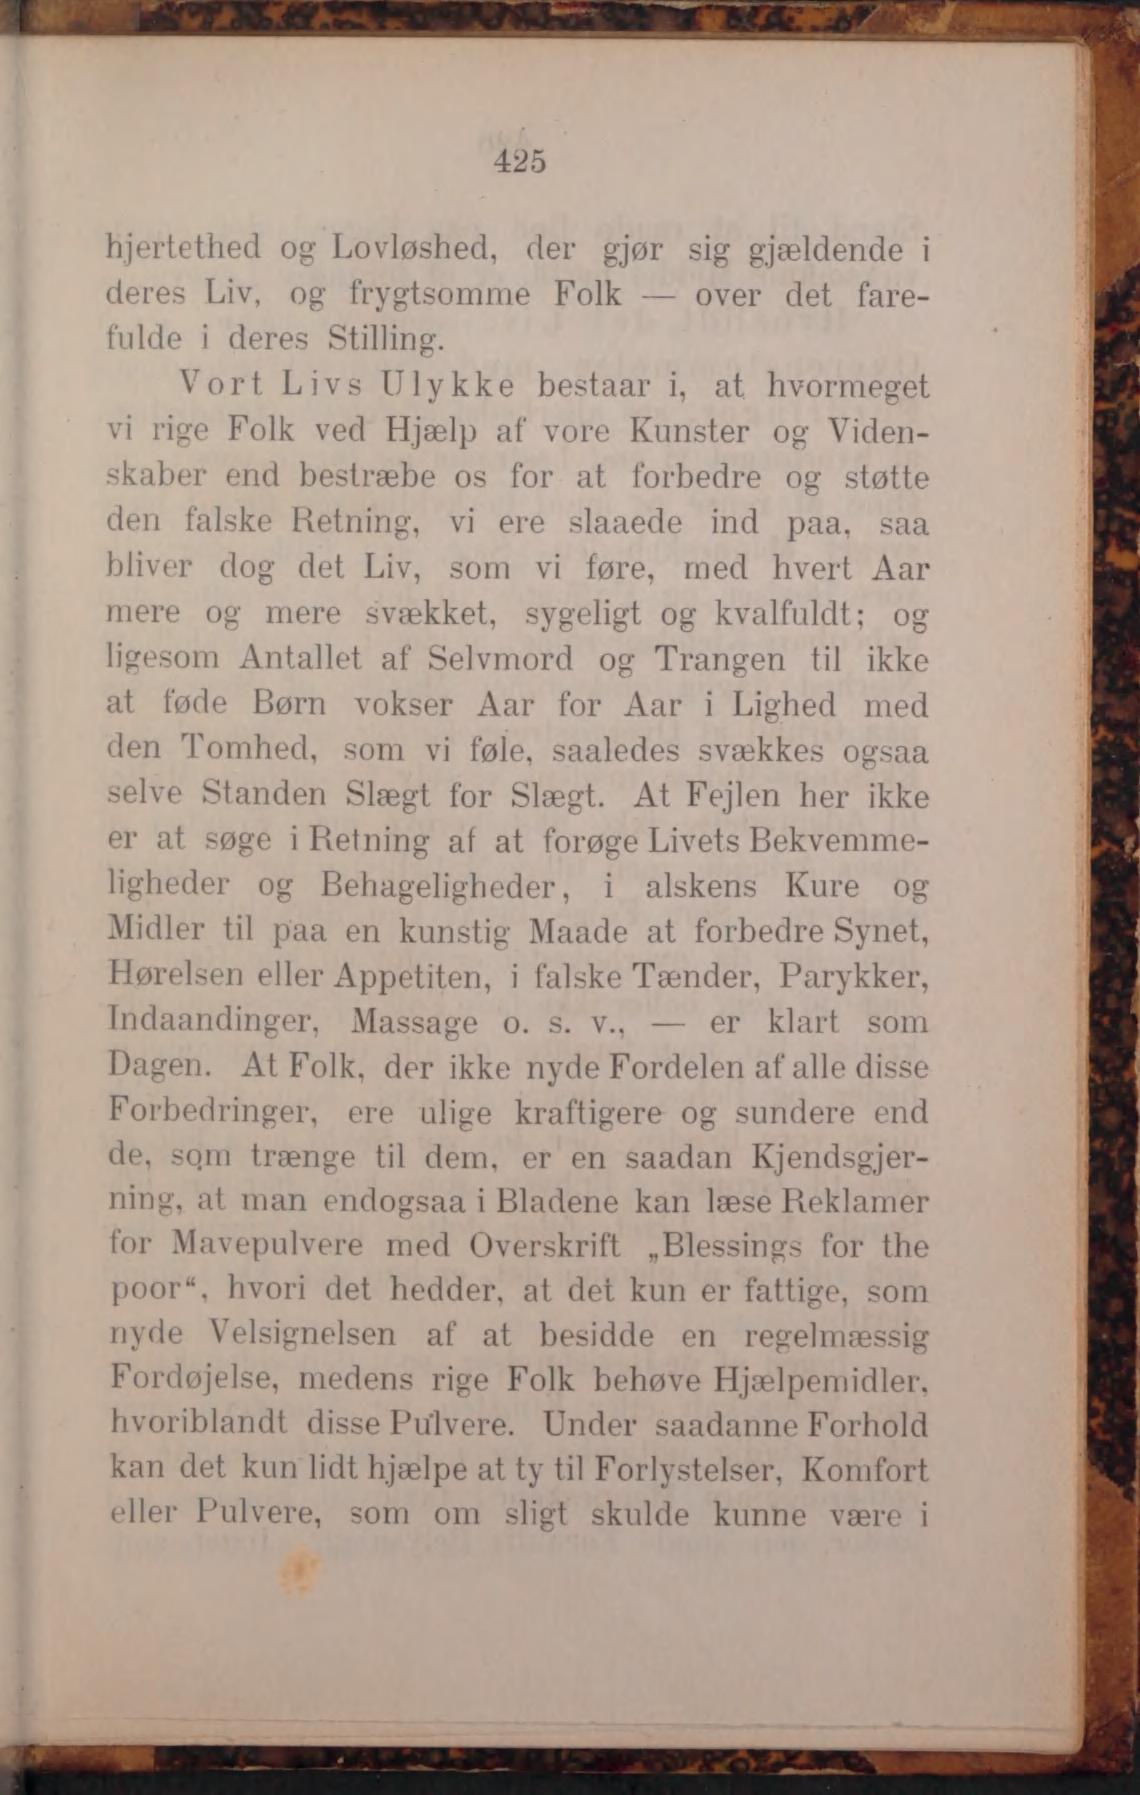 425
hjertethed og Lovløshed, der gjør sig gjældende i
deres Liv, og frygtsomme Folk — over det fare-
fulde i deres Stilling.
Vort Livs Ulykke bestaar i, at hvormeget
vi rige Folk ved Hjælp af vore Kunster og Viden-
skaber end bestræbe os for at forbedre og støtte
den falske Retning, vi ere slaaede ind paa, saa
bliver dog det Liv, som vi føre, med hvert Aar
mere og mere svækket, sygeligt og kvalfuldt; og
ligesom Antallet af Selvmord og Trangen til ikke
at føde Børn vokser Aar for Aar i Lighed med
den Tomhed, som vi føle, saaledes svækkes ogsaa
selve Standen Slægt for Slægt. At Fejlen her ikke
er at søge i Retning af at forøge Livets Bekvemme-
ligheder og Behageligheder, i alskens Kure og
Midler til paa en kunstig Maade at forbedre Synet,
Hørelsen eller Appetiten, i falske Tænder, Parykker,
Indaandinger, Massage o. s. v., — er klart som
Dagen. At Folk, der ikke nyde Fordelen af alle disse
Forbedringer, ere ulige kraftigere og sundere end
de, som trænge til dem, er en saadan Kjendsgjer-
ning, at man endogsaa i Bladene kan læse Reklamer
for Mavepulvere med Overskrift „Blessings for the
poor“, hvori det hedder, at det kun er fattige, som
nyde Velsignelsen af at besidde en regelmæssig
Fordøjelse, medens rige Folk behøve Hjælpemidler,
hvoriblandt disse Pulvere. Under saadanne Forhold
kan det kun lidt hjælpe at ty til Forlystelser, Komfort
eller Pulvere, som om sligt skulde kunne være i